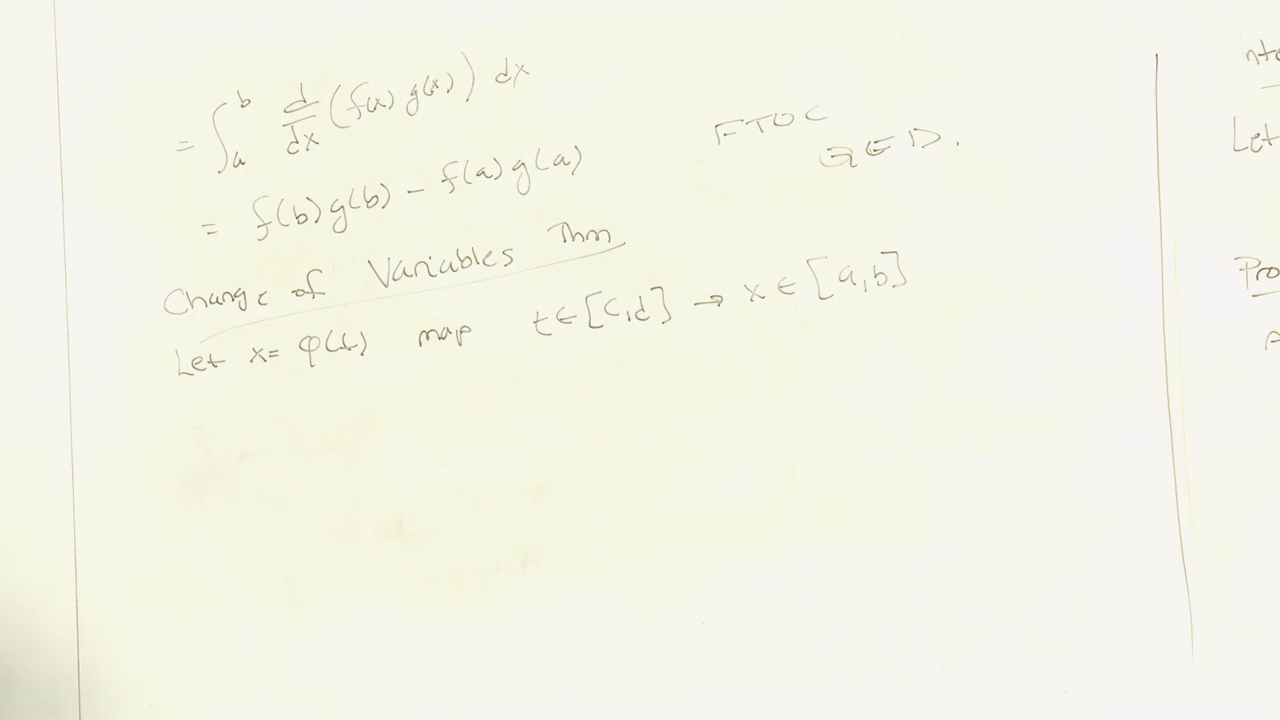 = ∫_a^b d/dx (f(x) g(x)) dx
= f(b)g(b) - f(a)g(a)
FTOC
QED.
Change of Variables Thm
Let x = φ(t) map t ∈ [c,d] → x ∈ [a,b]
Let